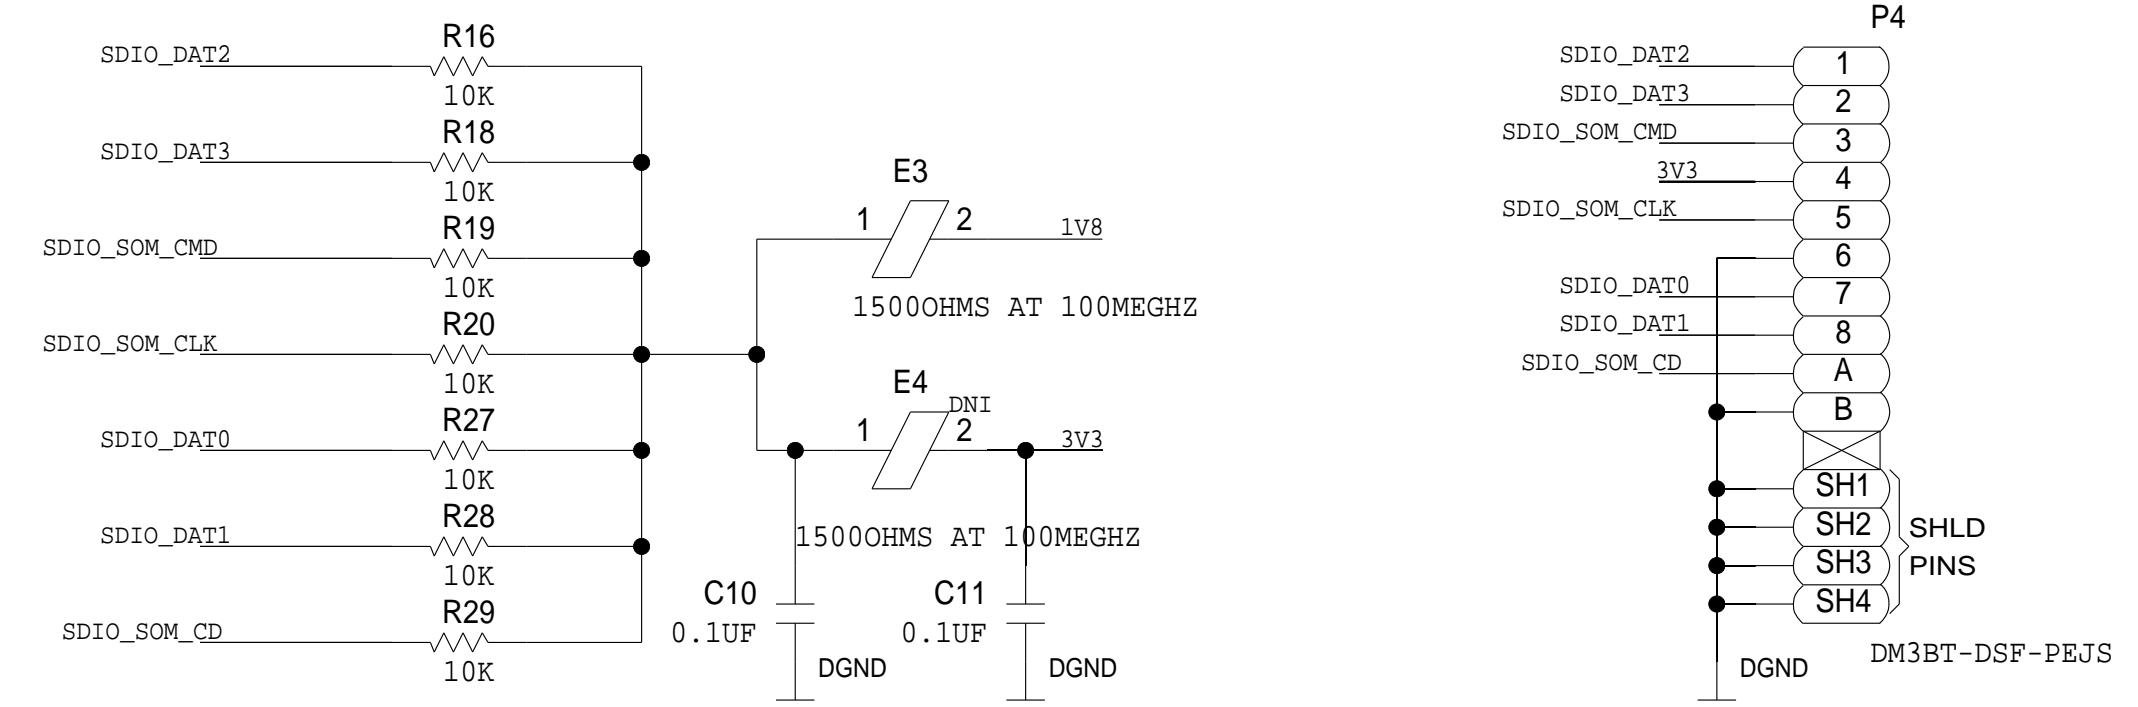 R16
SDIO_DAT2
10K
R18
SDIO_DAT3
10K
R19
SDIO_SOM_CMD
10K
R20
SDIO_SOM_CLK
10K
R27
SDIO_DAT0
10K
R28
SDIO_DAT1
10K
R29
SDIO_SOM_CD
10K
E3
1 2 1V8
1500OHMS AT 100MEGHZ
E4
DNI
1 2 3V3
1500OHMS AT 100MEGHZ
C10
0.1UF
DGND
C11
0.1UF
DGND
P4
SDIO_DAT2 1
SDIO_DAT3 2
SDIO_SOM_CMD 3
3V3 4
SDIO_SOM_CLK 5
6
SDIO_DAT0 7
SDIO_DAT1 8
SDIO_SOM_CD A
B
SH1
SH2
SH3
SH4
SHLD
PINS
DM3BT-DSF-PEJS
DGND